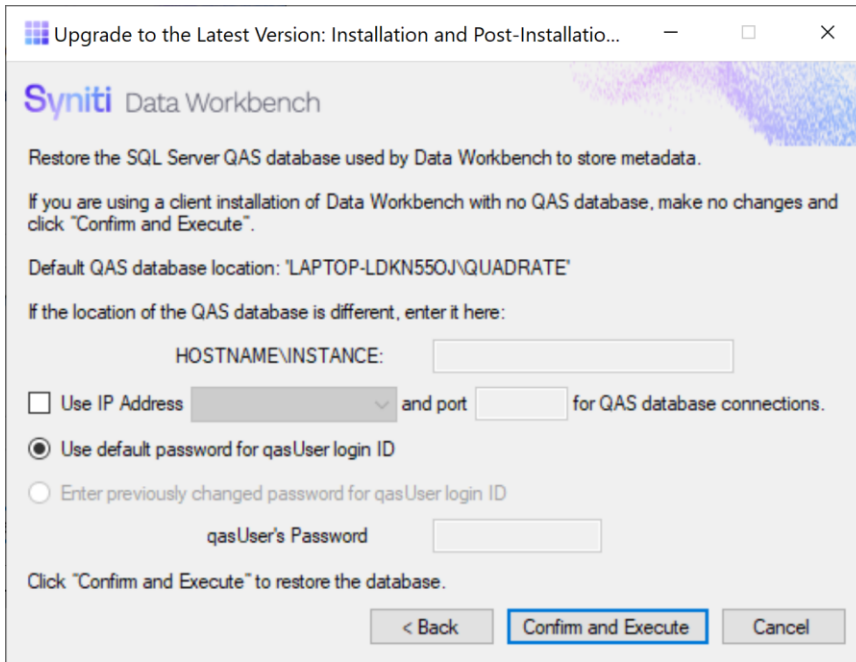 Upgrade to the Latest Version: Installation and Post-Installatio...
Syniti Data Workbench
Restore the SQL Server QAS database used by Data Workbench to store metadata.
If you are using a client installation of Data Workbench with no QAS database, make no changes and
click "Confirm and Execute".
Default QAS database location: "LAPTOP-LDKN55OJ\QUADRATE"
If the location of the QAS database is different, enter it here:
HOSTNAME\INSTANCE:
Use IP Address and port for QAS database connections.
Use default password for qasUser login ID
Enter previously changed password for qasUser login ID
qasUser's Password
Click "Confirm and Execute" to restore the database.
< Back Confirm and Execute Cancel